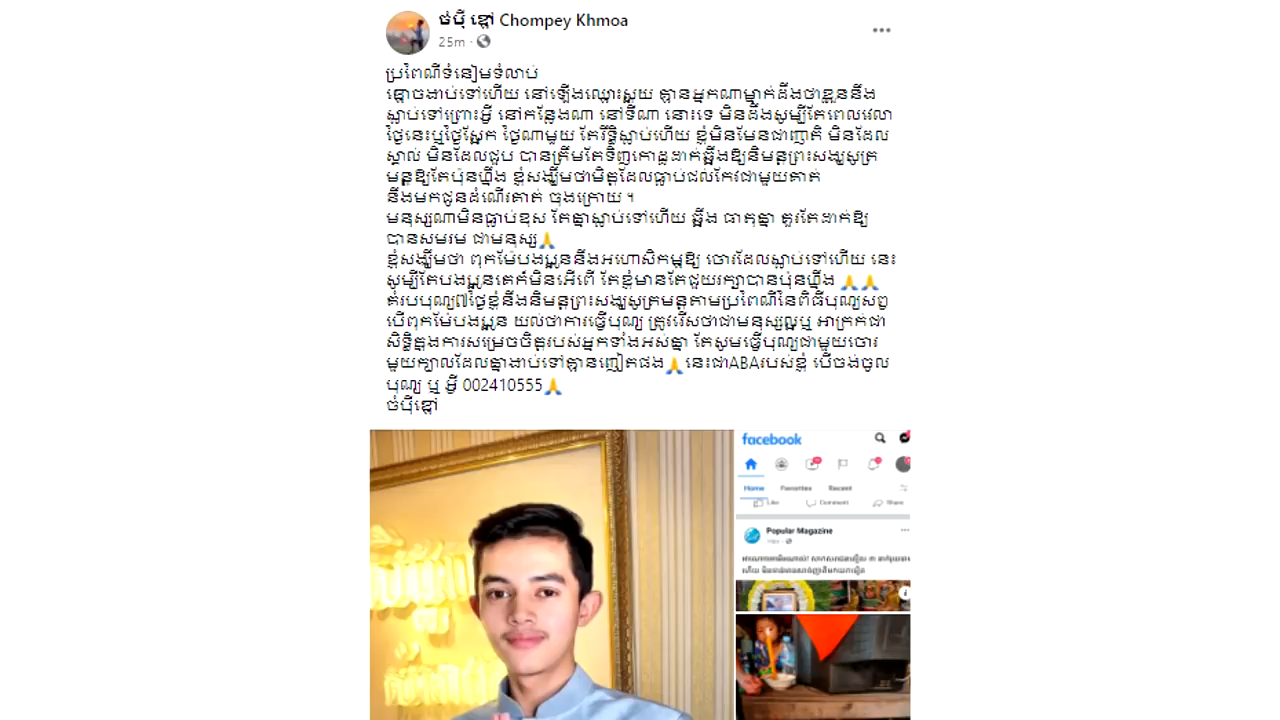 ចំប៉ី ខ្មៅ Chompey Khmoa
25m
ប្រពៃណីទំនៀមទំលាប់
ខ្មោចងាប់ទៅហើយ នៅឡើងឈ្មោះស្អុយ គ្មានអ្នកណាម្នាក់ដឹងថាខ្លួននឹង
ស្លាប់ទៅព្រោះអ្វី នៅកន្លែងណា នៅទីណា នោះទេ មិនដឹងសូម្បីតែពេលវេលា
ថ្ងៃនេះឬថ្ងៃស្អែក ថ្ងៃណាមួយ តែរឹទ្ធិស្លាប់ហើយ ខ្ញុំមិនមែនជាញាតិ មិនដែល
ស្គាល់ មិនដែលជួប បានត្រឹមតែទិញកោដ្ឋដាក់ឆ្អឹងឱ្យនិមន្តព្រះសង្ឃសូត្រ
មន្តឱ្យតែប៉ុនហ្នឹង ខ្ញុំសង្ឃឹមថាមិត្តដែលធ្លាប់ជល់កែវជាមួយគាត់
នឹងមកជូនដំណើរគាត់ ចុងក្រោយ ។
មនុស្សណាមិនធ្លាប់ខុស តែគ្នាស្លាប់ទៅហើយ ឆ្អឹង ធាតុគ្នា គួរតែដាក់ឱ្យ
បានសមរម ជាមនុស្ស🙏
ខ្ញុំសង្ឃឹមថា ពុកម៉ែបងប្អូននឹងអហោសិកម្មឱ្យ ចោរដែលស្លាប់ទៅហើយ នេះ
សូម្បីតែបងប្អូនគេក៏មិនអើពើ តែខ្ញុំមានតែជួយរក្សាបានប៉ុនហ្នឹង 🙏🙏
គំរបបុណ្យ៧ថ្ងៃខ្ញុំនឹងនិមន្តព្រះសង្ឃសូត្រមន្តតាមប្រពៃណីនៃពិធីបុណ្យសព្វ
បើពុកម៉ែបងប្អូន យល់ថាការធ្វើបុណ្យ ត្រូវរើសថាជាមនុស្សល្អឬ អាក្រក់ជា
សិទ្ធិក្នុងការសម្រេចចិត្តរបស់អ្នកទាំងអស់គ្នា តែសូមធ្វើបុណ្យជាមួយចោរ
មួយក្បាលដែលគ្នាងាប់ទៅគ្មានញៀតផង🙏នេះជាABAរបស់ខ្ញុំ បើចង់ចូល
បុណ្យ ឬ អ្វី 002410555🙏
ចំប៉ីខ្មៅ
facebook
Home Favorites Recent
Like Comment Share
Popular Magazine